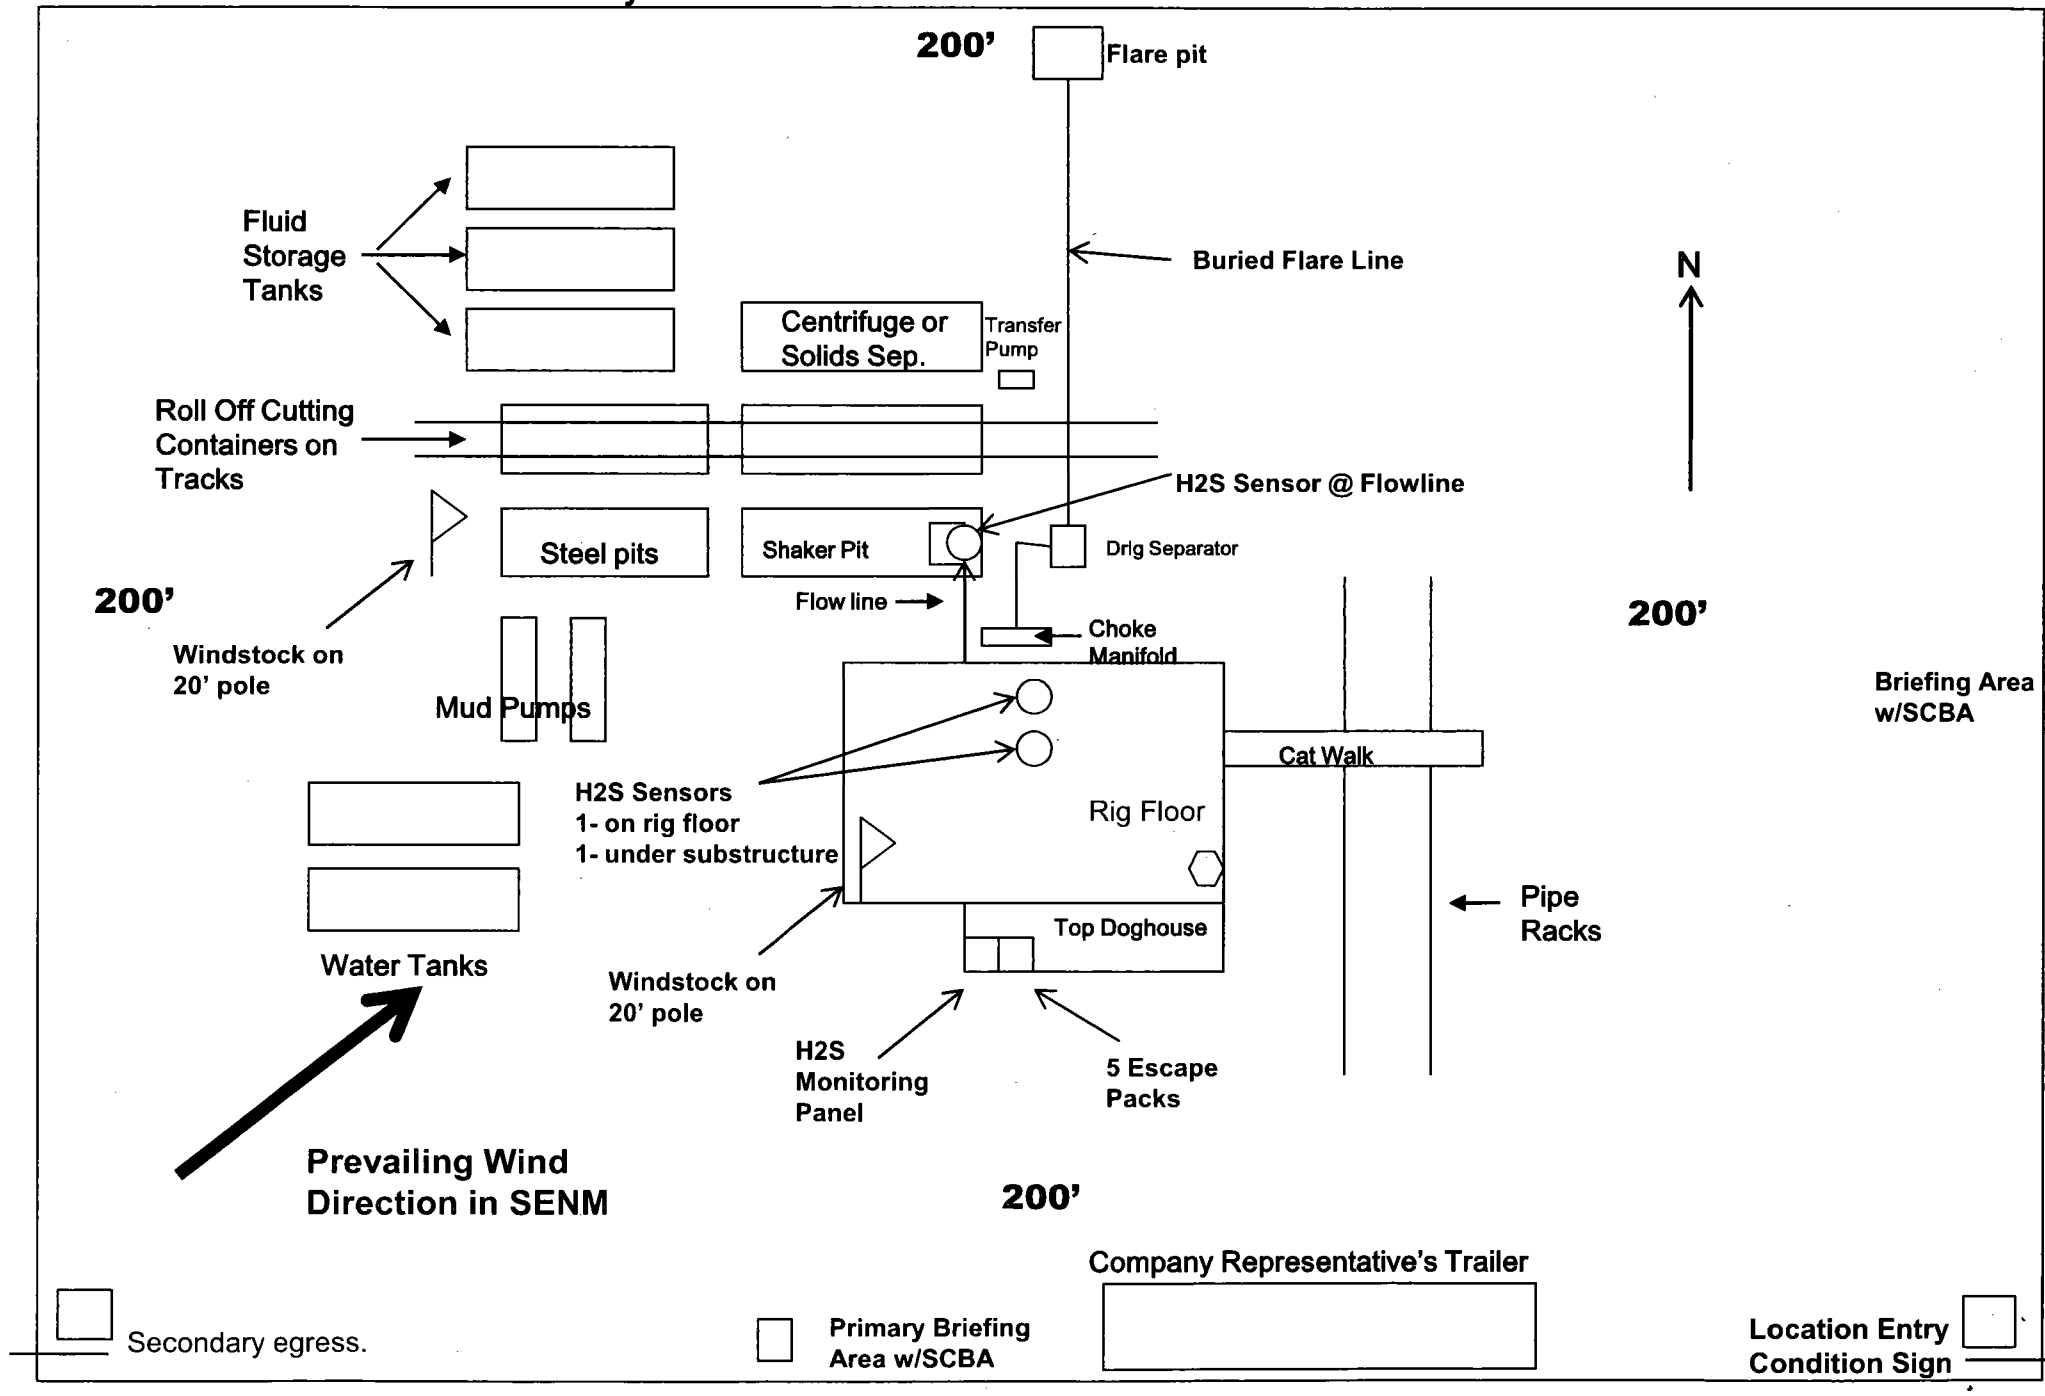 200’
Flare pit
Fluid
Storage
Tanks
Buried Flare Line
N
Centrifuge or
Solids Sep.
Transfer
Pump
Roll Off Cutting
Containers on
Tracks
H2S Sensor @ Flowline
Steel pits
Shaker Pit
Drlg Separator
200’
Flow line
200’
Choke
Manifold
Windstock on
20’ pole
Briefing Area
w/SCBA
Mud Pumps
Cat Walk
H2S Sensors
1- on rig floor
1- under substructure
Rig Floor
Pipe
Racks
Top Doghouse
Water Tanks
Windstock on
20’ pole
H2S
Monitoring
Panel
5 Escape
Packs
Prevailing Wind
Direction in SENM
200’
Company Representative’s Trailer
Secondary egress.
Primary Briefing
Area w/SCBA
Location Entry
Condition Sign